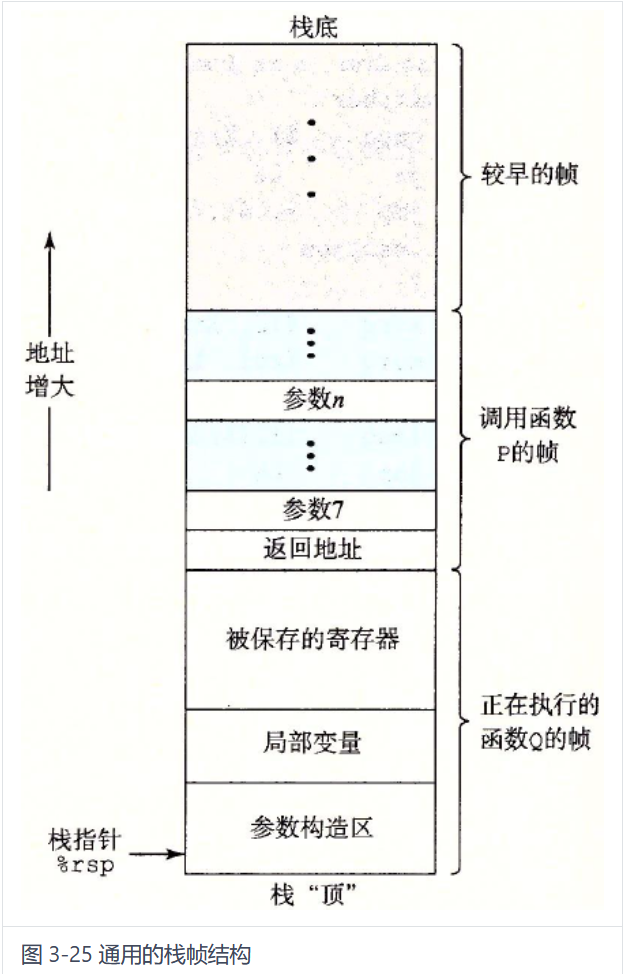 栈底
较早的帧
地址
增大
参数n
调用函数
P的帧
参数7
返回地址
被保存的寄存器
正在执行的
函数Q的帧
局部变量
参数构造区
栈指针
%rsp
栈“顶”
图 3-25 通用的栈帧结构